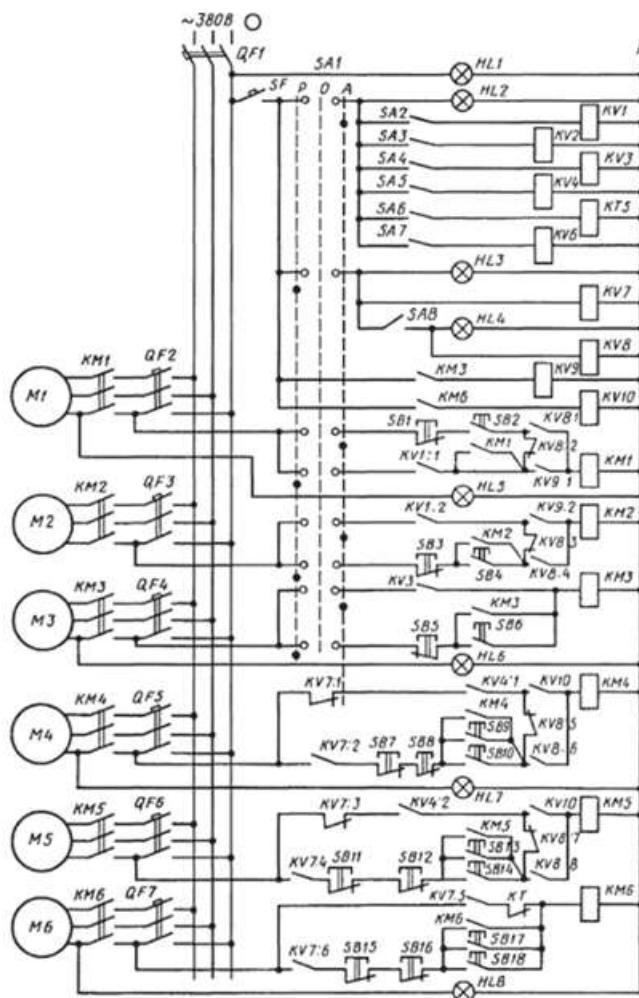 ~380В
QF1
SA1
HL1
SF
P O A
HL2
SA2 KV1
SA3 KV2
SA4 KV3
SA5 KV4
SA6 KT5
SA7 KV6
HL3
KV7
SA8 HL4
KV8
KM3 KV9
KM1 QF2
KM6 KV10
M1
SB1 SB2 KV8:1
KM1 KV8:2
KV1:1 KV9:1 KM1
HL5
KM2 QF3
KV1:2 KV9:2 KM2
M2
KM2 KV8:3
SB3 SB4 KV8:4
KM3 QF4
KV3 KM3
M3
KM3
SB5 SB6
HL6
KV7:1 KV4:1 KV10 KM4
KM4 QF5
KM4
M4
SB9 KV8:5
KV7:2 SB7 SB8 SB10 KV8:6
HL7
KM5 QF6
KV7:3 KV4:2 KV10 KM5
M5
KM5 KV8:7
SB13
KV7:4 SB11 SB12 SB14 KV8:8
KM6 QF7
KV7:5 KT KM6
M6
KM6
SB17
KV7:6 SB15 SB16 SB18
HL8